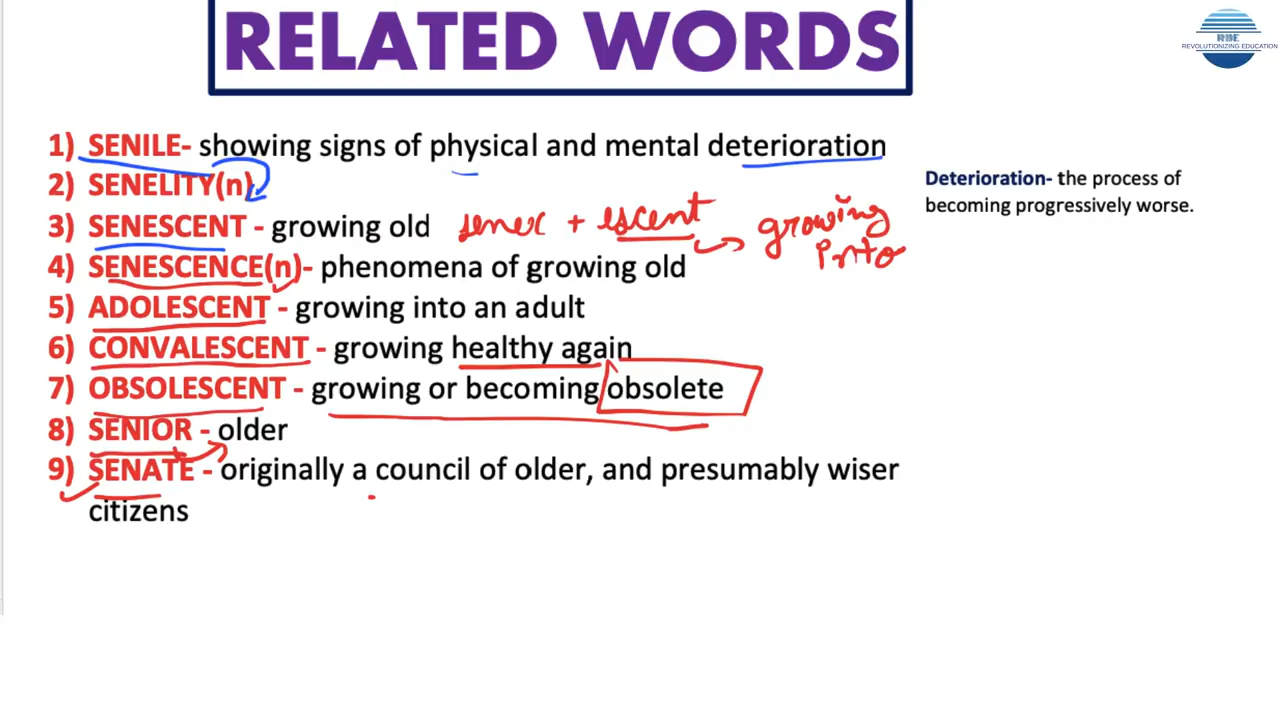 RELATED WORDS
RBE
REVOLUTIONIZING EDUCATION
1) SENILE- showing signs of physical and mental deterioration
2) SENELITY(n)
3) SENESCENT - growing old senex + escent growing into
4) SENESCENCE(n)- phenomena of growing old
5) ADOLESCENT - growing into an adult
6) CONVALESCENT - growing healthy again
7) OBSOLESCENT - growing or becoming obsolete
8) SENIOR - older
9) SENATE - originally a council of older, and presumably wiser
citizens
Deterioration- the process of
becoming progressively worse.